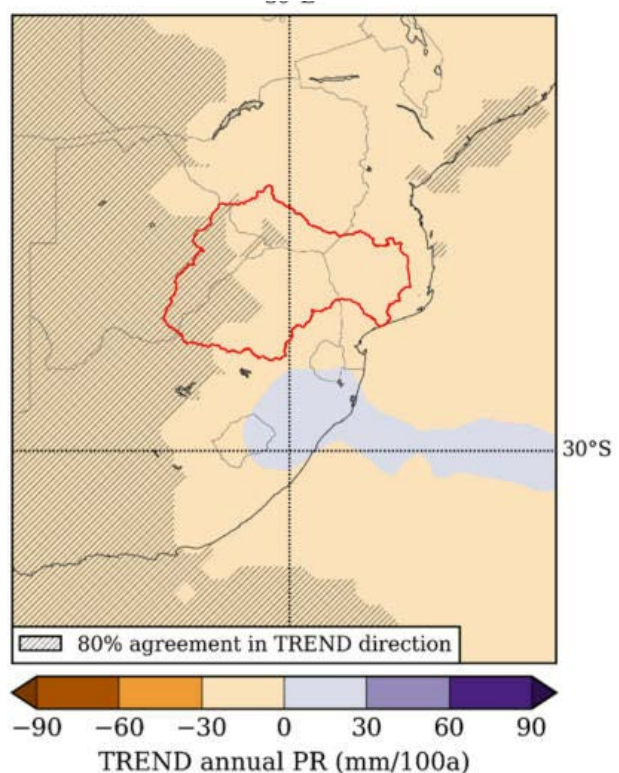 30°S
80% agreement in TREND direction
−90 −60 −30 0 30 60 90
TREND annual PR (mm/100a)